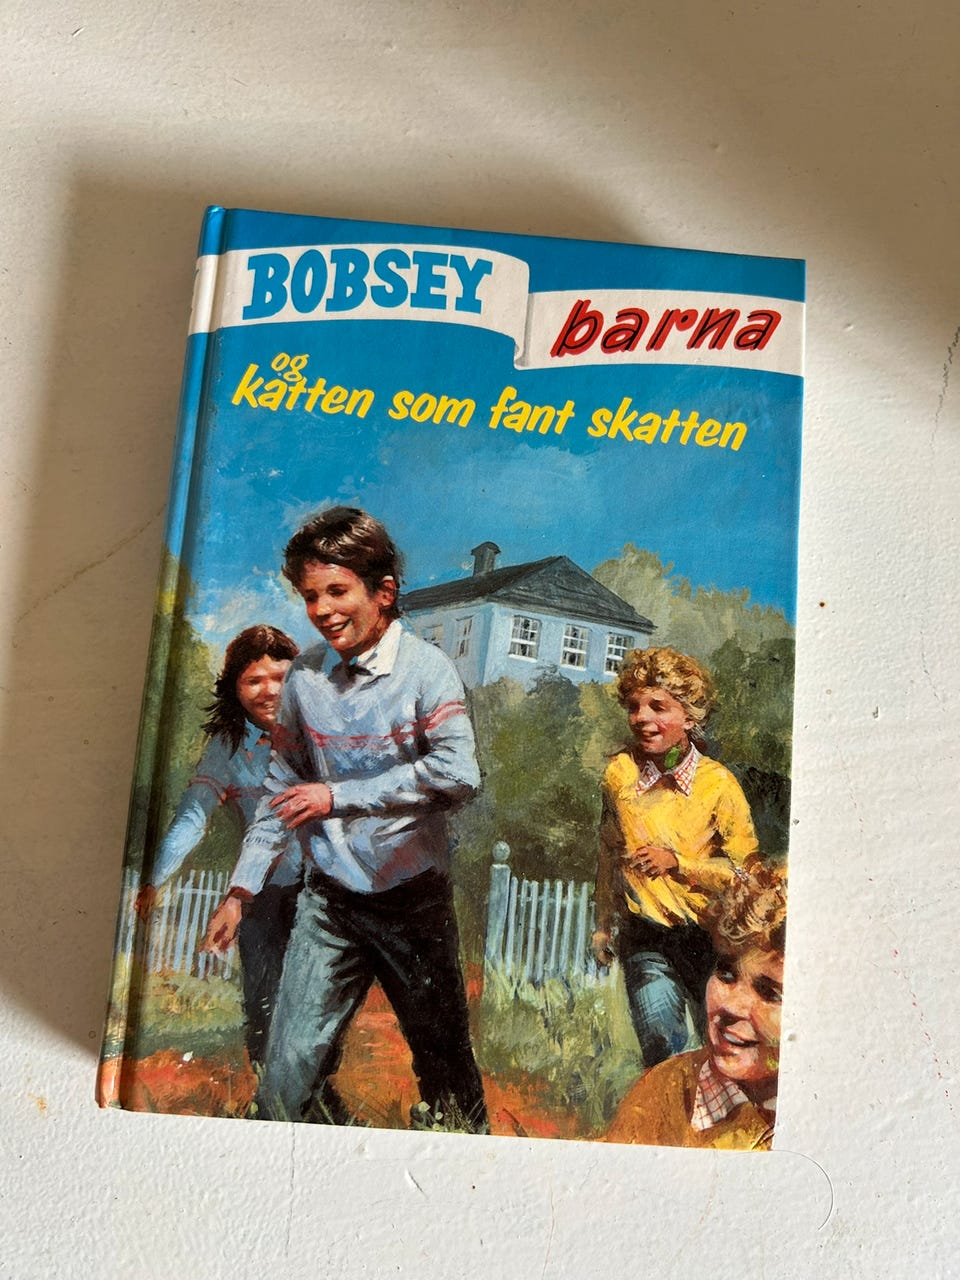 BOBSEY barna
og
katten som fant skatten